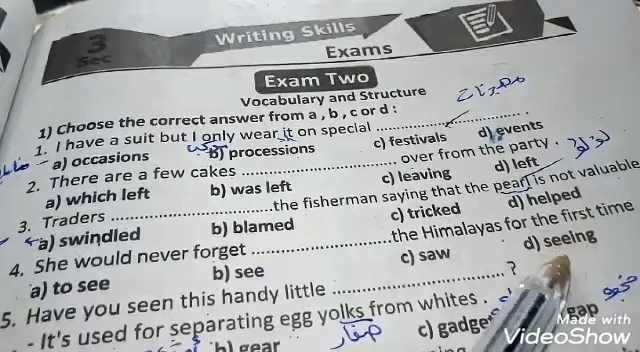 3
Sec
Writing Skills
Exams
Exam Two
Vocabulary and Structure
1) Choose the correct answer from a , b , c or d :
1. I have a suit but I only wear it on special ........................ .
a) occasions b) processions c) festivals d) events
2. There are a few cakes ........................ over from the party .
a) which left b) was left c) leaving d) left
3. Traders ........................ the fisherman saying that the pearl is not valuable
a) swindled b) blamed c) tricked d) helped
4. She would never forget ........................ the Himalayas for the first time
a) to see b) see c) saw d) seeing
5. Have you seen this handy little ........................ ?
- It's used for separating egg yolks from whites .
صفار
b) gear c) gadge gap
Made with
VideoShow